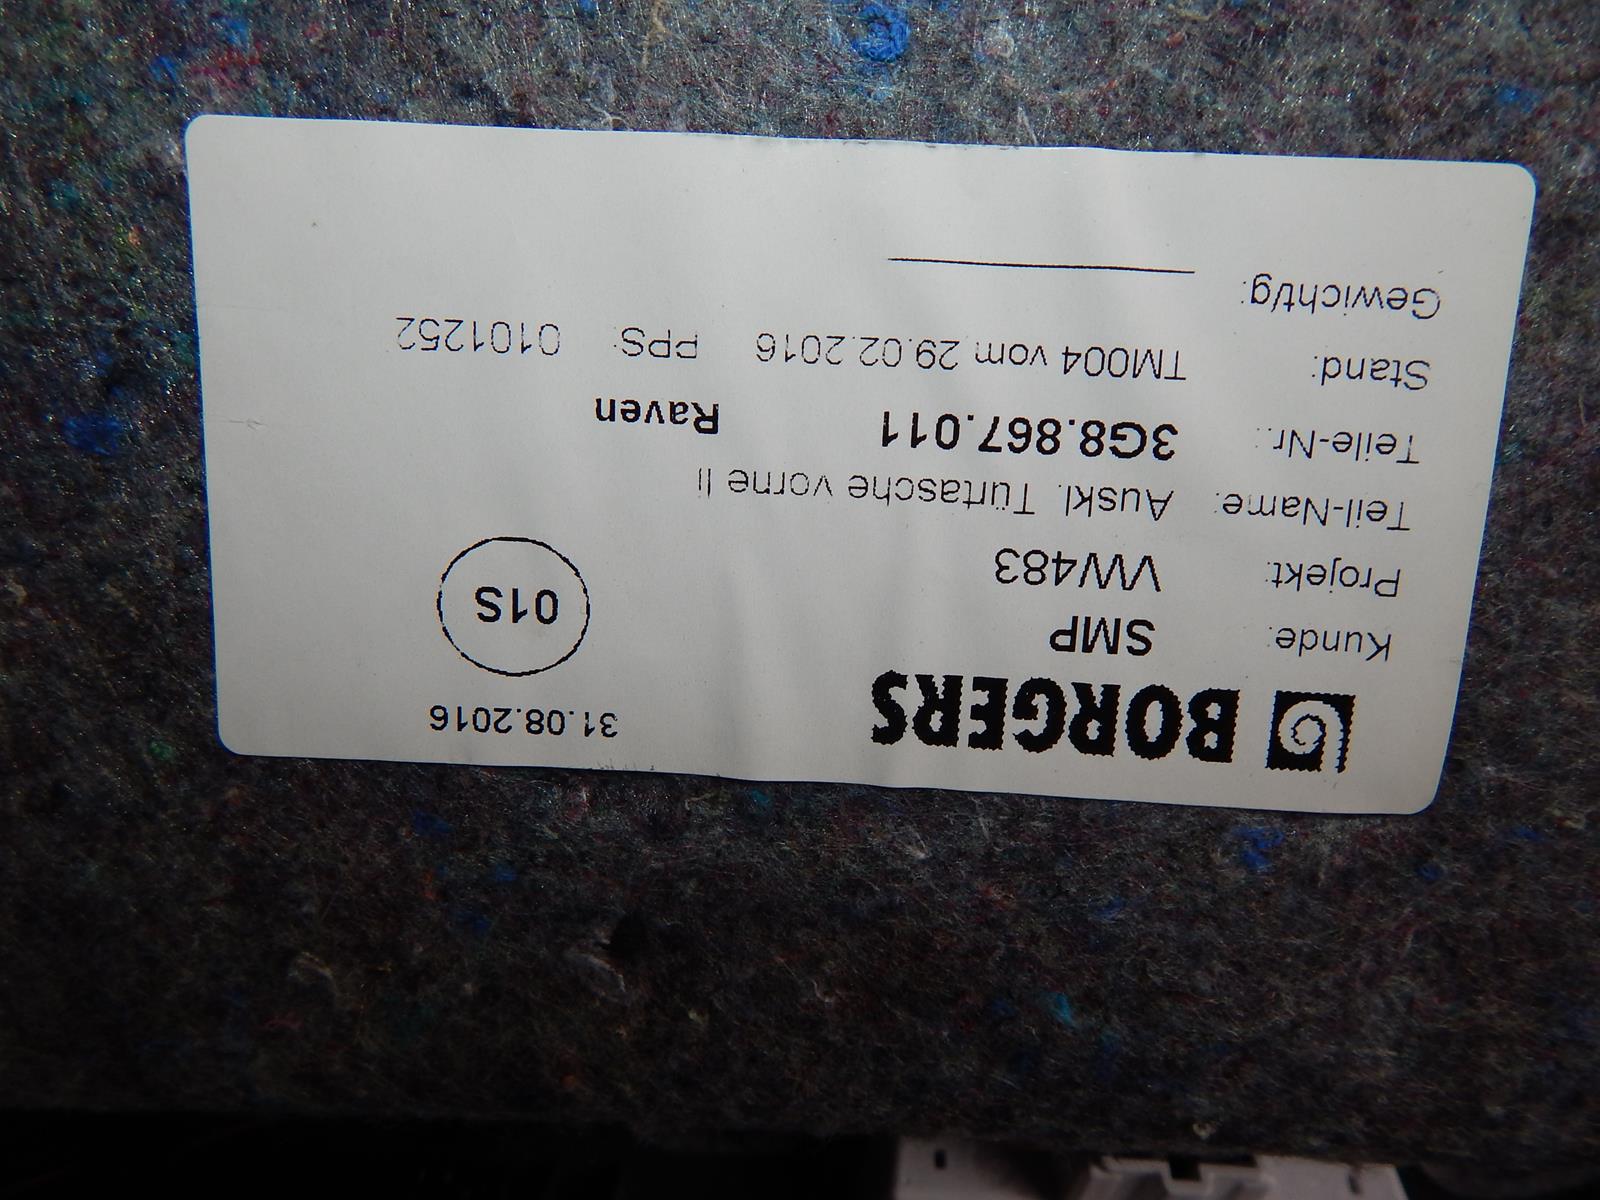 BORGERS 31.08.2016
Kunde: SMP 01S
Projekt: VW483
Teil-Name: Auskl. Türtasche vorne li
Teile-Nr.: 3G8.867.011 Raven
Stand: TM004 vom 29.02.2016 PPS: 0101252
Gewicht/g: